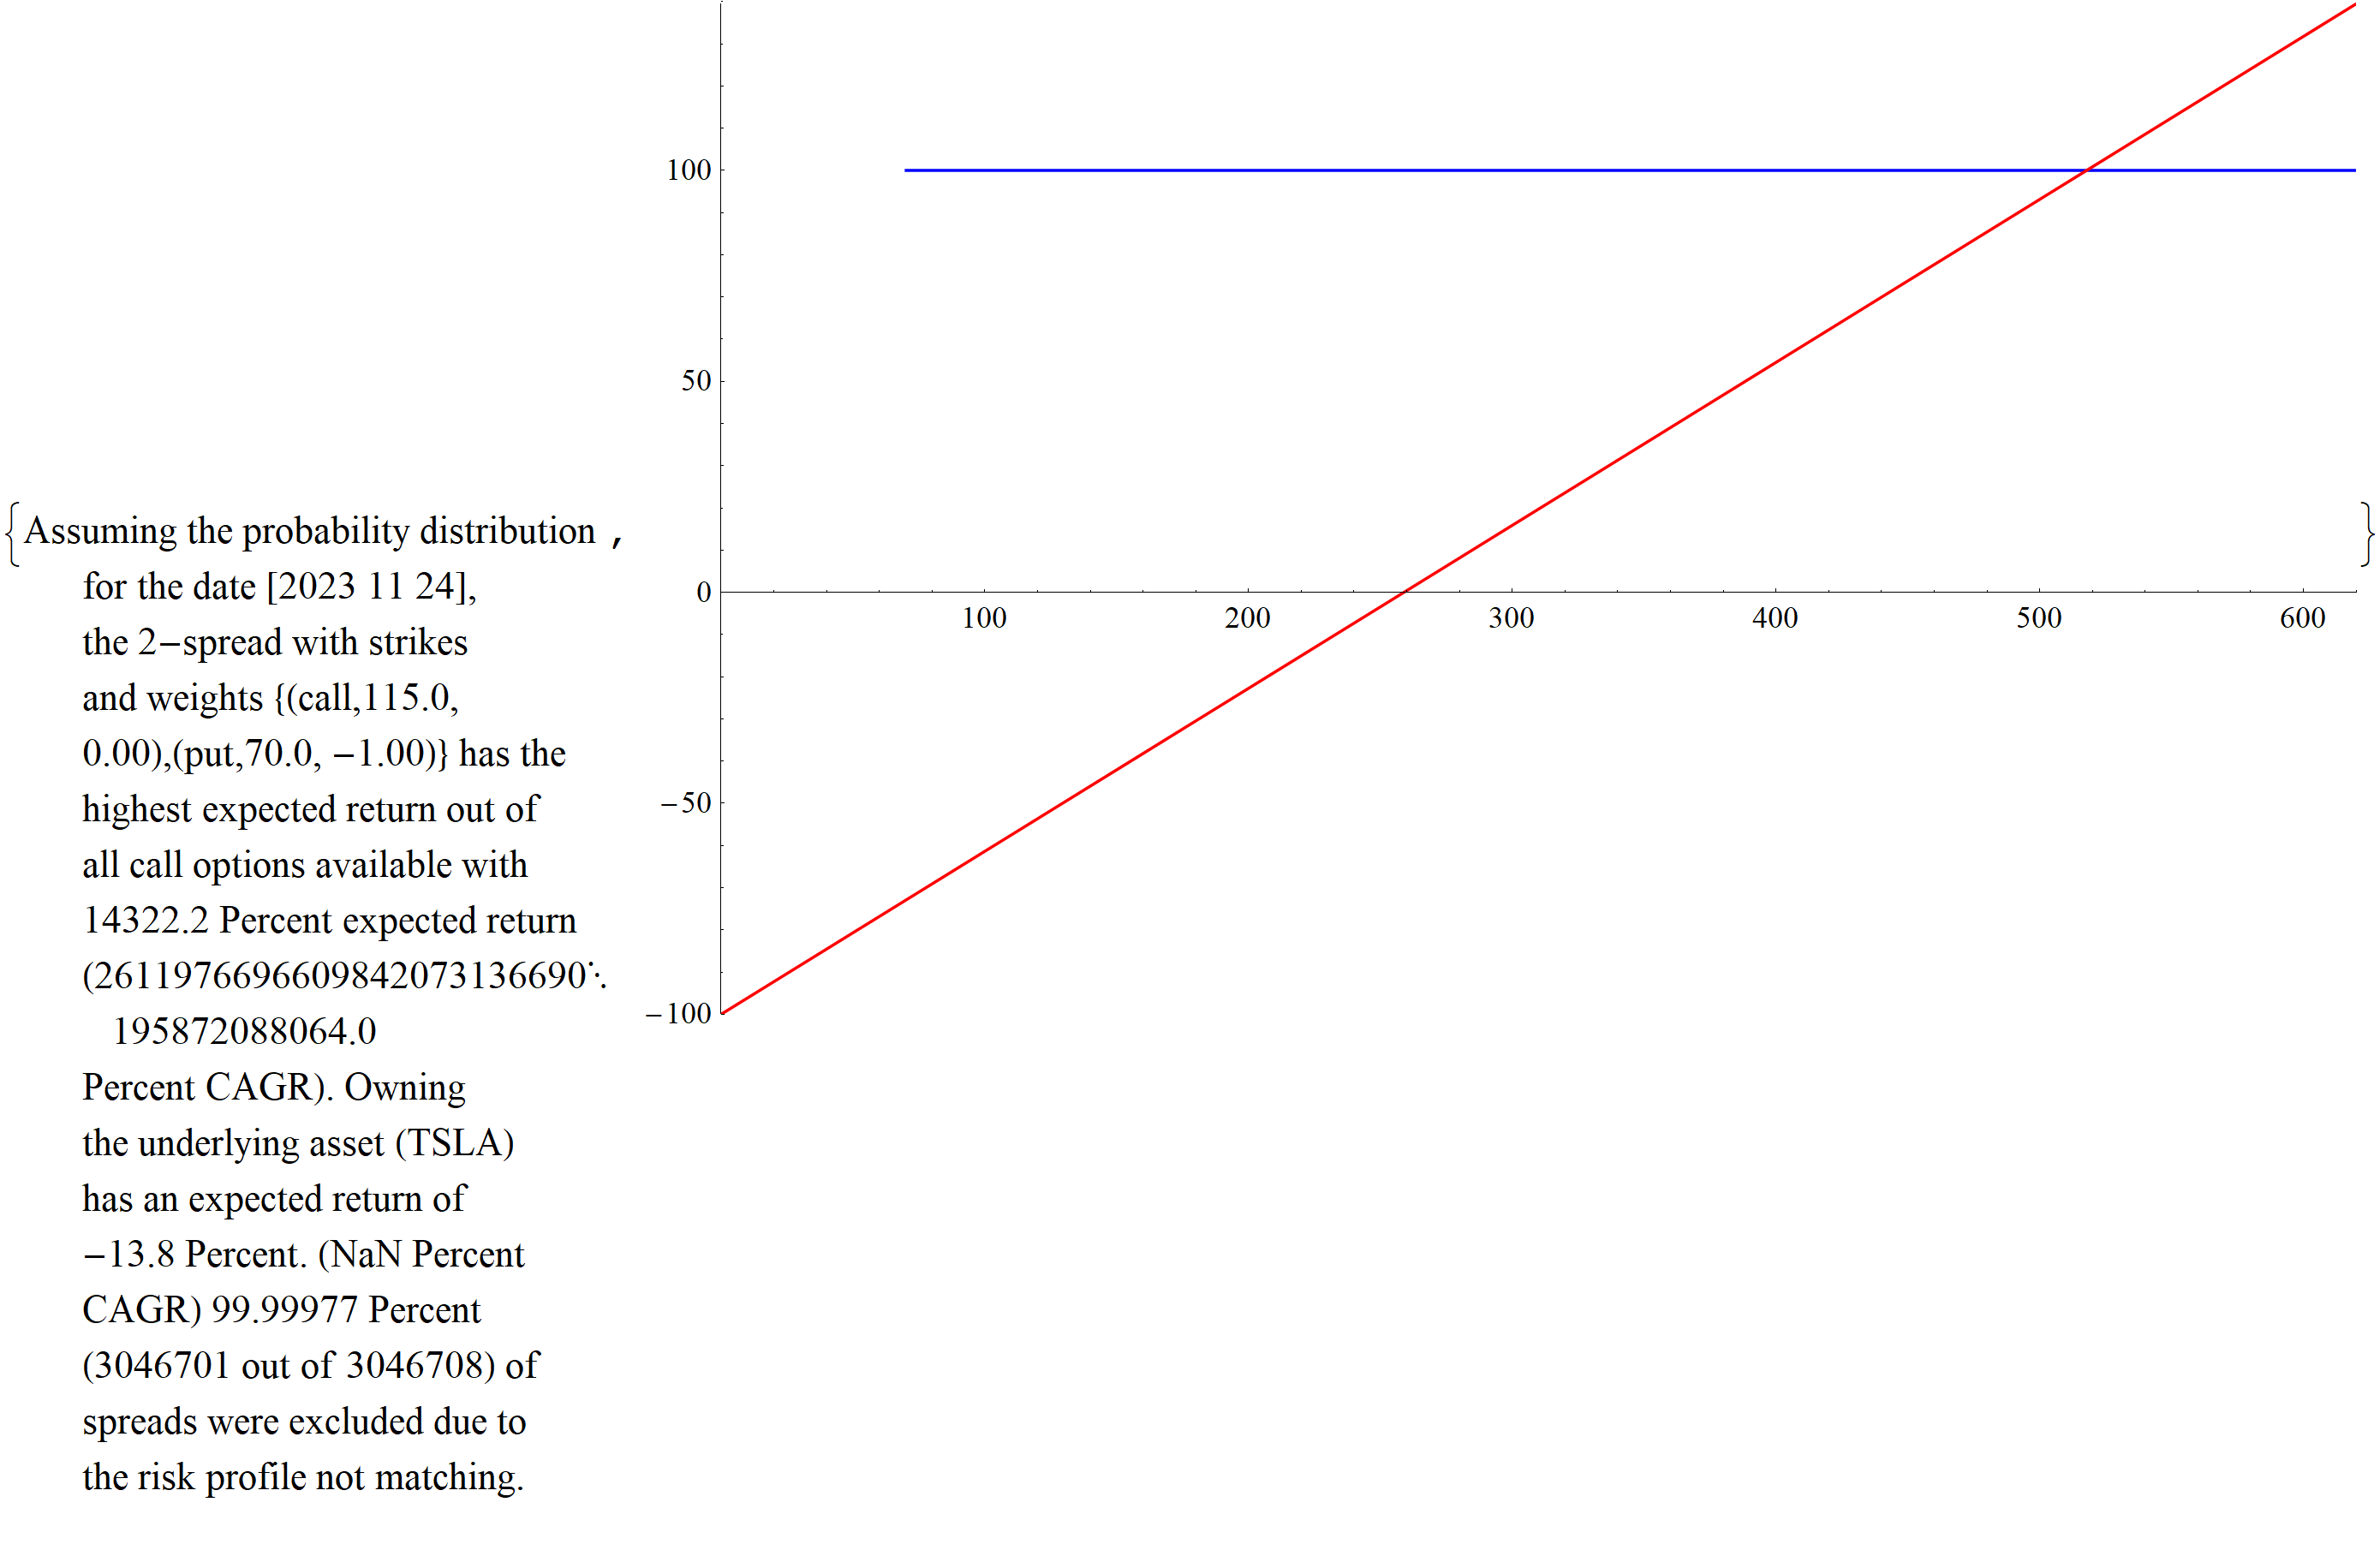 {Assuming the probability distribution ,
for the date [2023 11 24],
the 2−spread with strikes
and weights {(call,115.0,
0.00),(put,70.0, −1.00)} has the
highest expected return out of
all call options available with
14322.2 Percent expected return
(2611976696609842073136690⋱
195872088064.0
Percent CAGR). Owning
the underlying asset (TSLA)
has an expected return of
−13.8 Percent. (NaN Percent
CAGR) 99.99977 Percent
(3046701 out of 3046708) of
spreads were excluded due to
the risk profile not matching.
100
50
0
−50
−100
100 200 300 400 500 600
}